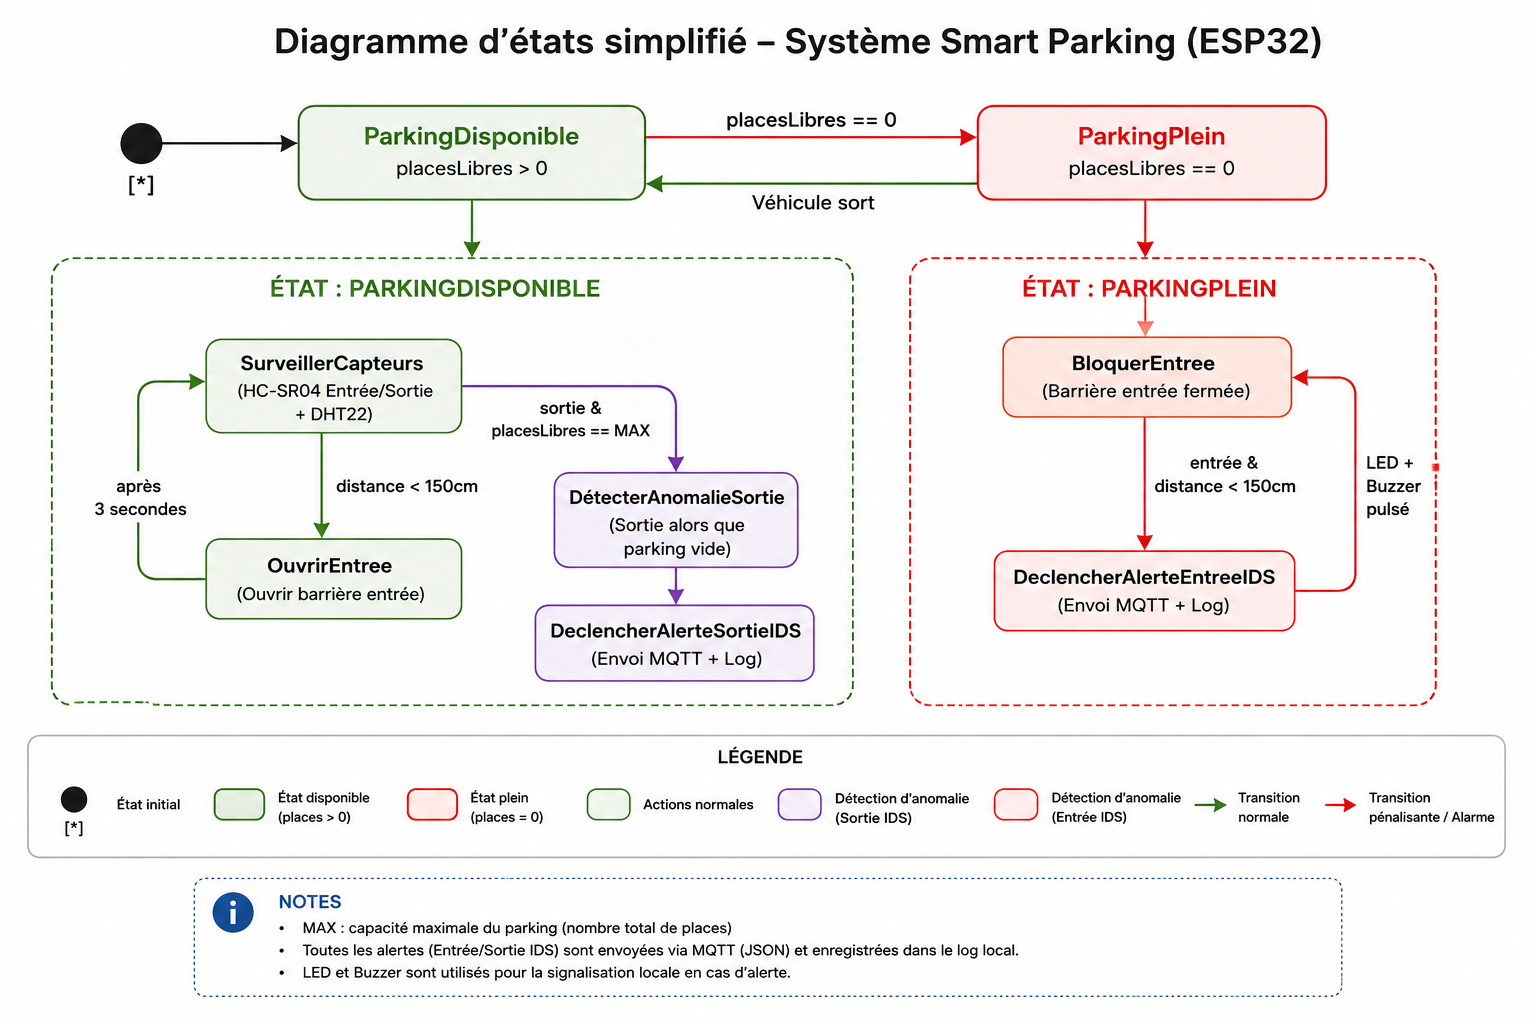 Diagramme d’états simplifié – Système Smart Parking (ESP32)
[*]
ParkingDisponible
placesLibres > 0
placesLibres == 0
Véhicule sort
ParkingPlein
placesLibres == 0
ÉTAT : PARKINGDISPONIBLE
SurveillerCapteurs
(HC-SR04 Entrée/Sortie
+ DHT22)
sortie &
placesLibres == MAX
après
3 secondes
distance < 150cm
DétecterAnomalieSortie
(Sortie alors que
parking vide)
OuvrirEntree
(Ouvrir barrière entrée)
DeclencherAlerteSortieIDS
(Envoi MQTT + Log)
ÉTAT : PARKINGPLEIN
BloquerEntree
(Barrière entrée fermée)
entrée &
distance < 150cm
LED +
Buzzer
pulsé
DeclencherAlerteEntreeIDS
(Envoi MQTT + Log)
LÉGENDE
[*]
État initial
État disponible
(places > 0)
État plein
(places = 0)
Actions normales
Détection d’anomalie
(Sortie IDS)
Détection d’anomalie
(Entrée IDS)
Transition
normale
Transition
pénalisante / Alarme
i
NOTES
• MAX : capacité maximale du parking (nombre total de places)
• Toutes les alertes (Entrée/Sortie IDS) sont envoyées via MQTT (JSON) et enregistrées dans le log local.
• LED et Buzzer sont utilisés pour la signalisation locale en cas d’alerte.